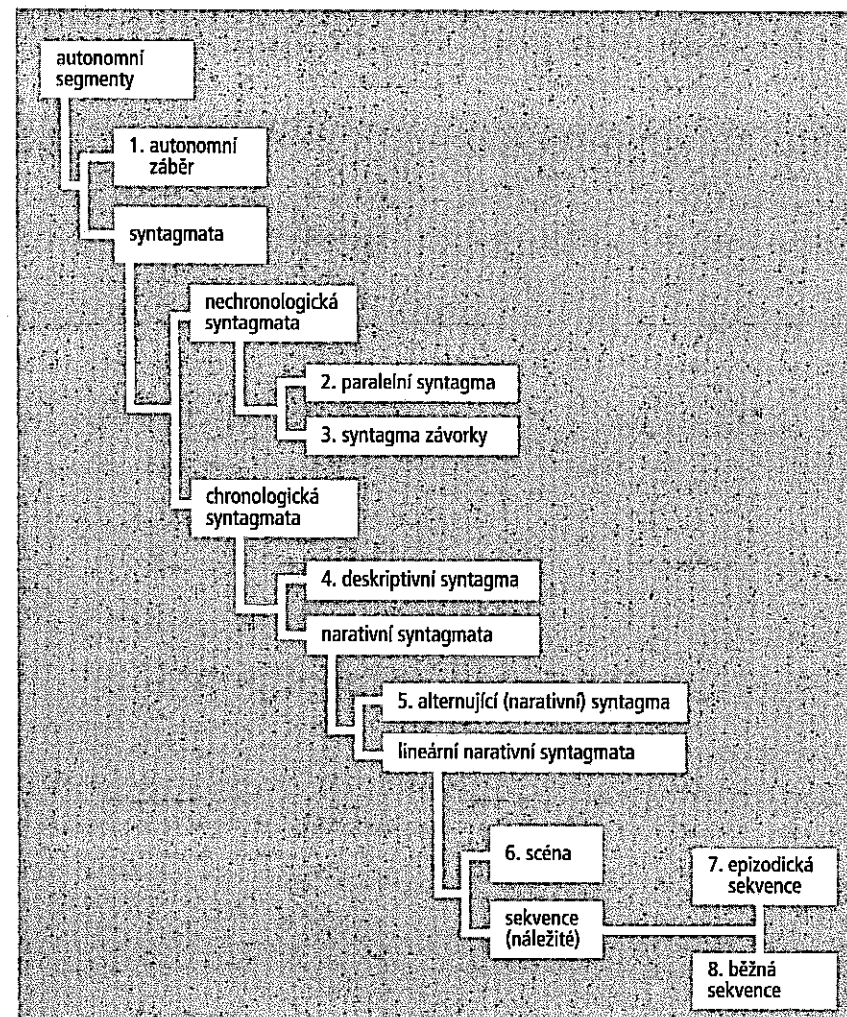 autonomní
segmenty
1. autonomní
záběr
syntagmata
nechronologická
syntagmata
2. paralelní syntagma
3. syntagma závorky
chronologická
syntagmata
4. deskriptivní syntagma
narativní syntagmata
5. alternující (narativní) syntagma
lineární narativní syntagmata
6. scéna
sekvence
(náležité)
7. epizodická
sekvence
8. běžná
sekvence